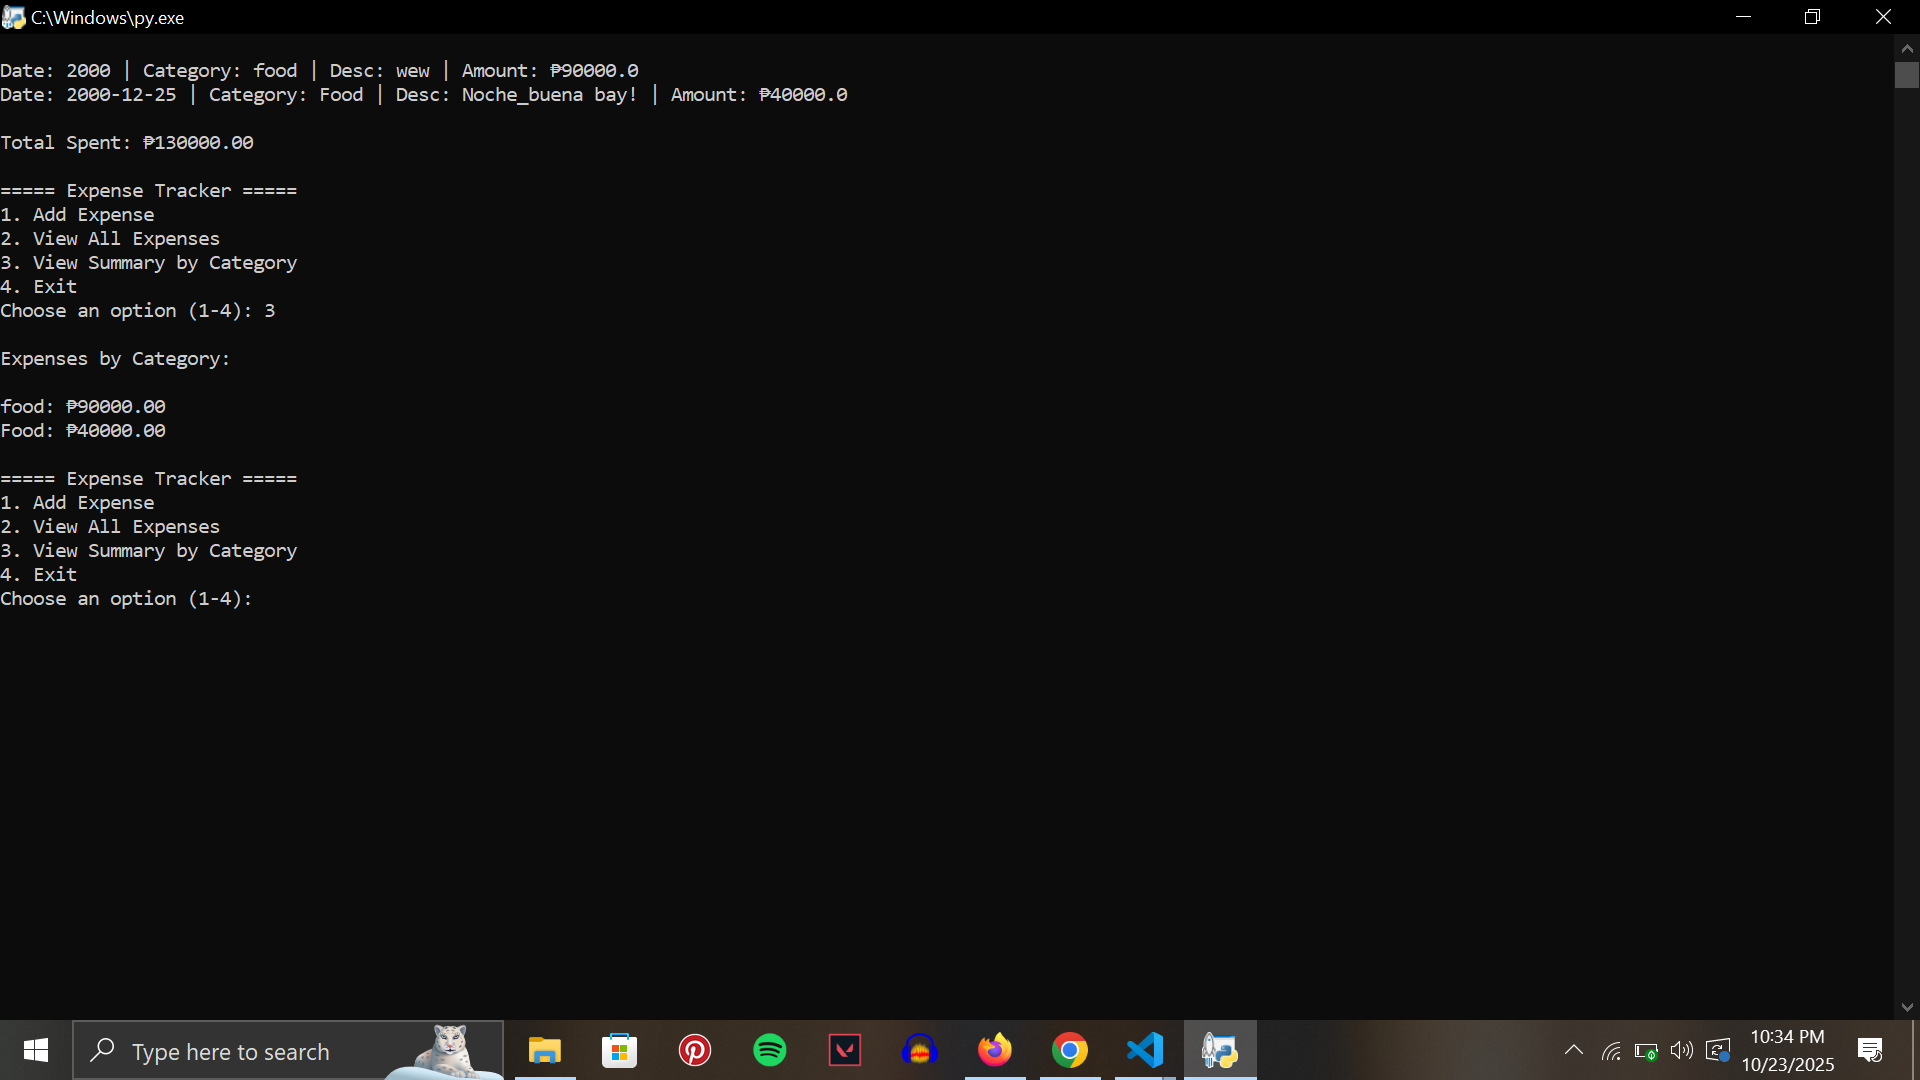 C:\Windows\py.exe
Date: 2000 | Category: food | Desc: wew | Amount: ₱90000.0
Date: 2000-12-25 | Category: Food | Desc: Noche_buena bay! | Amount: ₱40000.0
Total Spent: ₱130000.00
===== Expense Tracker =====
1. Add Expense
2. View All Expenses
3. View Summary by Category
4. Exit
Choose an option (1-4): 3
Expenses by Category:
food: ₱90000.00
Food: ₱40000.00
===== Expense Tracker =====
1. Add Expense
2. View All Expenses
3. View Summary by Category
4. Exit
Choose an option (1-4):
Type here to search
10:34 PM
10/23/2025